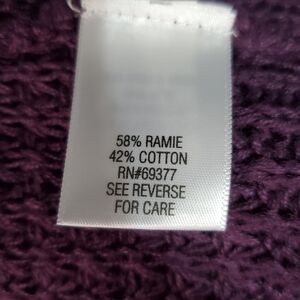 58% RAMIE
42% COTTON
RN#69377
SEE REVERSE
FOR CARE